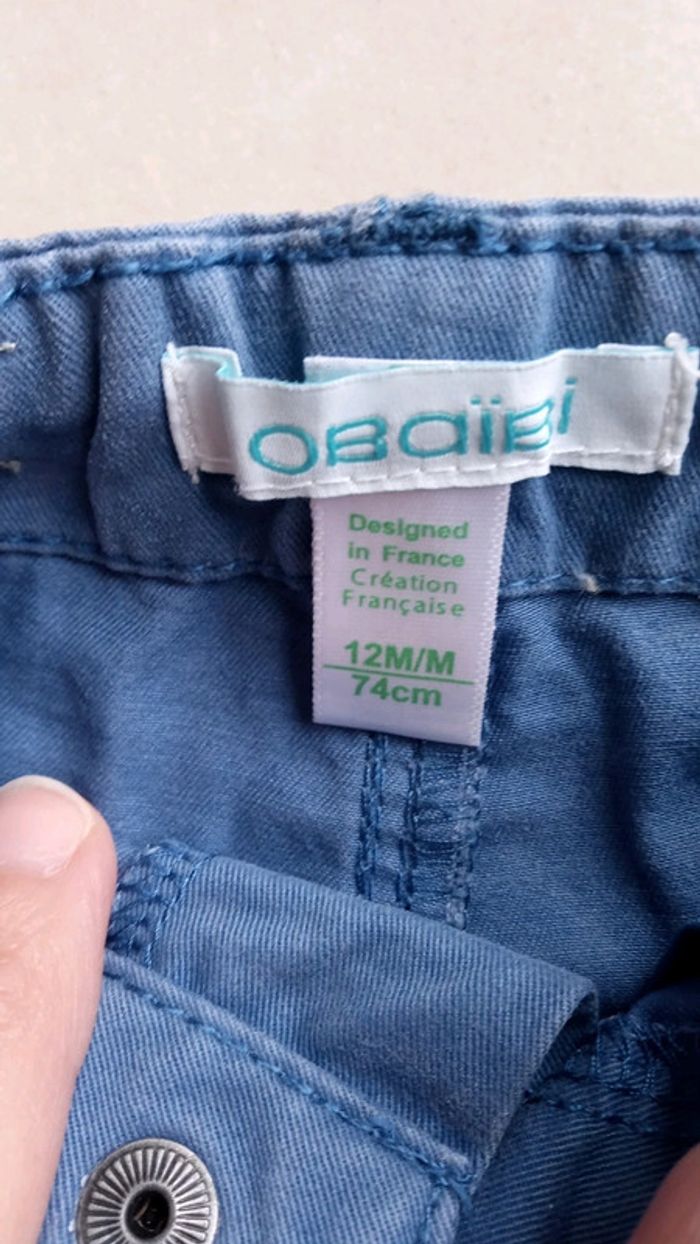 OBaïBi
Designed
in France
Création
Française
12M/M
74cm